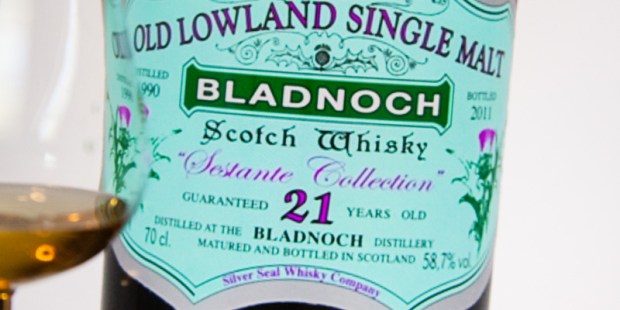 OLD LOWLAND SINGLE MALT
DISTILLED
1990
BOTTLED
2011
BLADNOCH
Scotch Whisky
"Sestante Collection"
GUARANTEED 21 YEARS OLD
DISTILLED AT THE BLADNOCH DISTILLERY
70 cl. MATURED AND BOTTLED IN SCOTLAND 58,7% vol.
Silver Seal Whisky Company